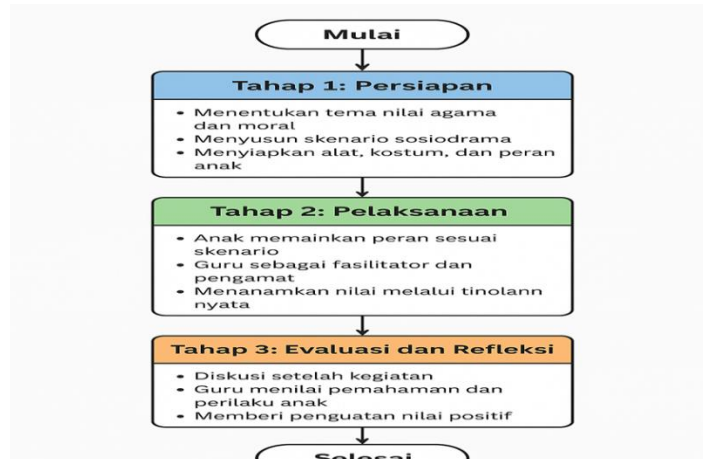 Mulai
Tahap 1: Persiapan
• Menentukan tema nilai agama
dan moral
• Menyusun skenario sosiodrama
• Menyiapkan alat, kostum, dan peran
anak
Tahap 2: Pelaksanaan
• Anak memainkan peran sesuai
skenario
• Guru sebagai fasilitator dan
pengamat
• Menanamkan nilai melalui tinolann
nyata
Tahap 3: Evaluasi dan Refleksi
• Diskusi setelah kegiatan
• Guru menilai pemahamann dan
perilaku anak
• Memberi penguatan nilai positif
Selesai